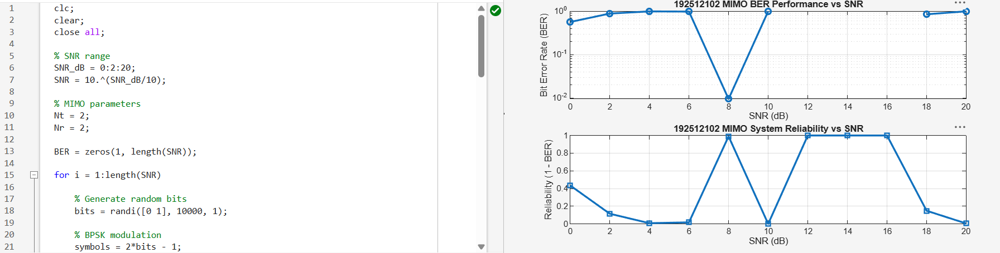 1 clc;
2 clear;
3 close all;
4
5 % SNR range
6 SNR_dB = 0:2:20;
7 SNR = 10.^(SNR_dB/10);
8
9 % MIMO parameters
10 Nt = 2;
11 Nr = 2;
12
13 BER = zeros(1, length(SNR));
14
15 for i = 1:length(SNR)
16
17 % Generate random bits
18 bits = randi([0 1], 10000, 1);
19
20 % BPSK modulation
21 symbols = 2*bits - 1;
192512102 MIMO BER Performance vs SNR
Bit Error Rate (BER)
10^0
10^-1
10^-2
0 2 4 6 8 10 12 14 16 18 20
SNR (dB)
192512102 MIMO System Reliability vs SNR
Reliability (1 - BER)
1
0.8
0.6
0.4
0.2
0
0 2 4 6 8 10 12 14 16 18 20
SNR (dB)